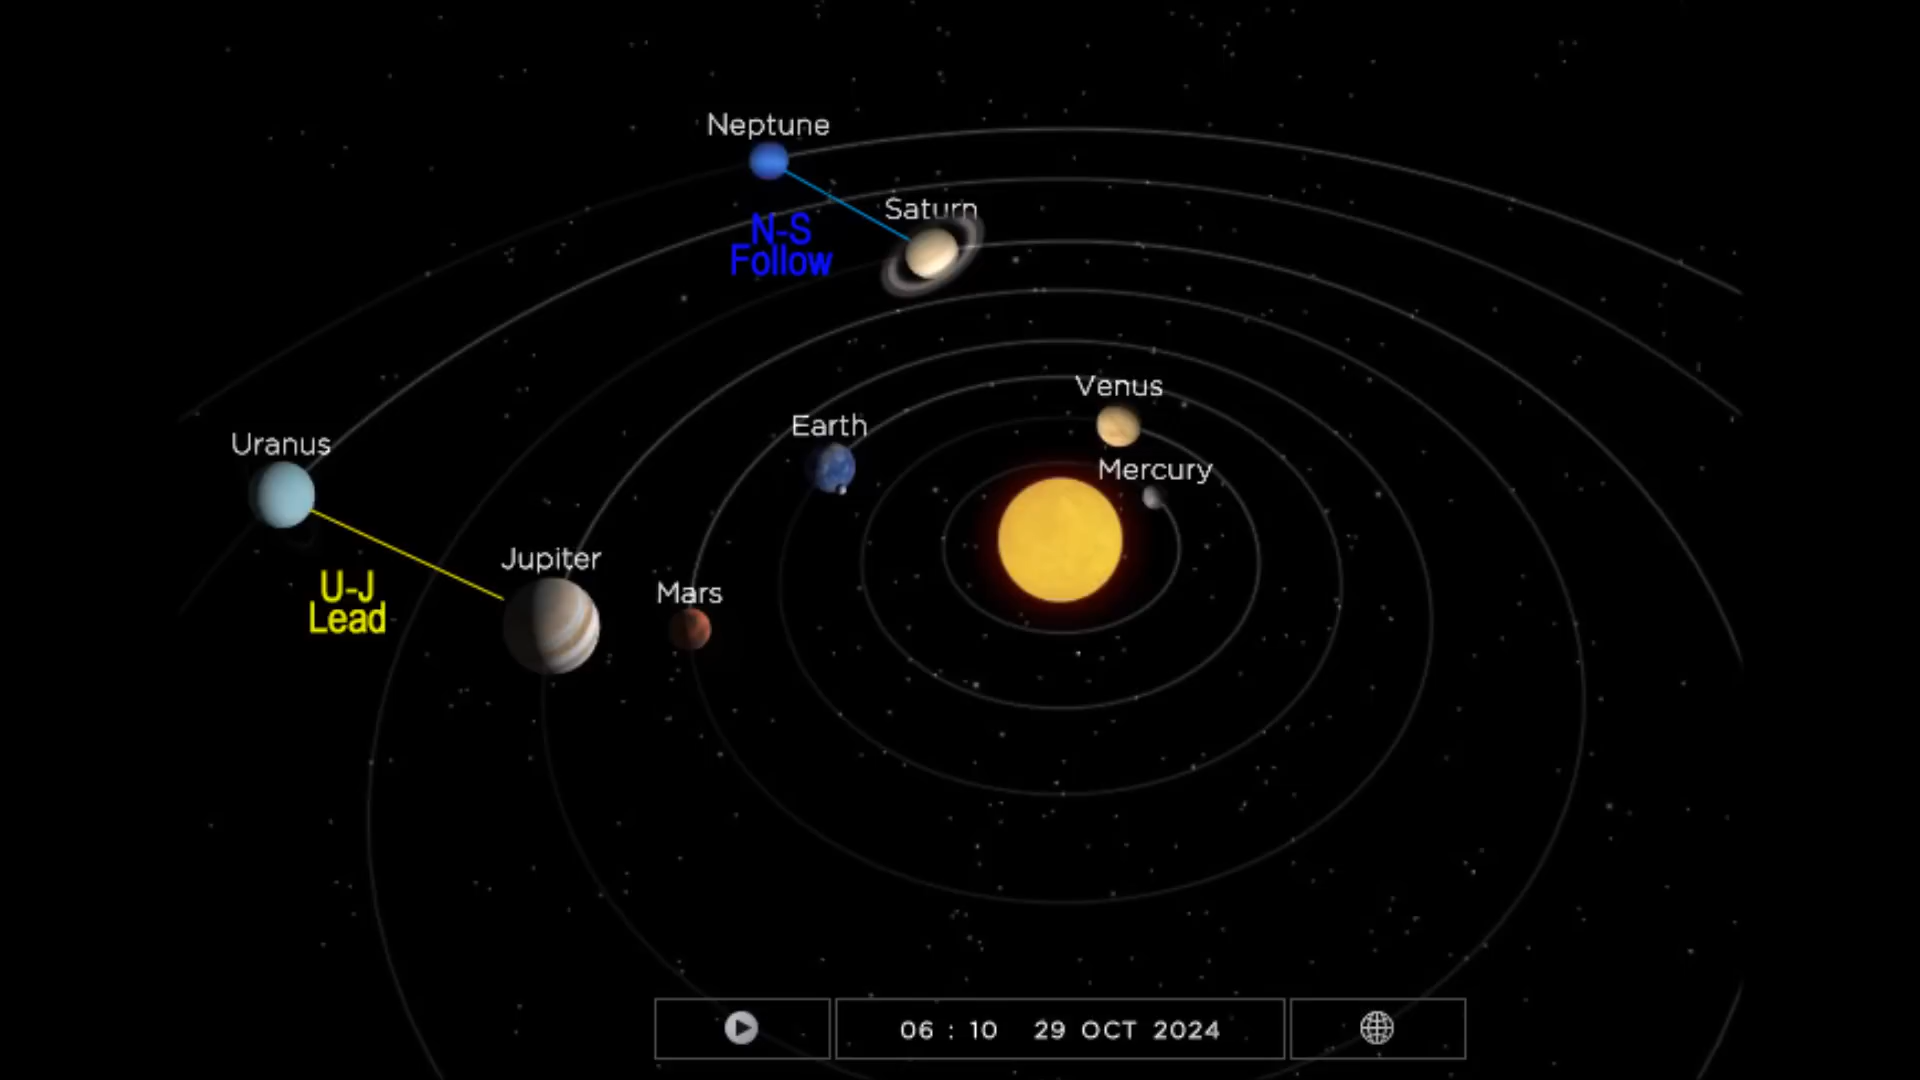 Neptune
Saturn
N-S
Follow
Venus
Earth
Uranus
Mercury
Jupiter
U-J
Lead
Mars
06 : 10 29 OCT 2024